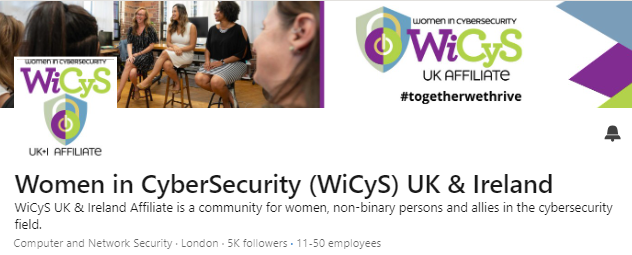 WOMEN IN CYBERSECURITY
WiCyS
UK AFFILIATE
#togetherwethrive
WOMEN IN CYBERSECURITY
WiCyS
UK+I AFFILIATE
Women in CyberSecurity (WiCyS) UK & Ireland
WiCyS UK & Ireland Affiliate is a community for women, non-binary persons and allies in the cybersecurity
field.
Computer and Network Security · London · 5K followers · 11-50 employees